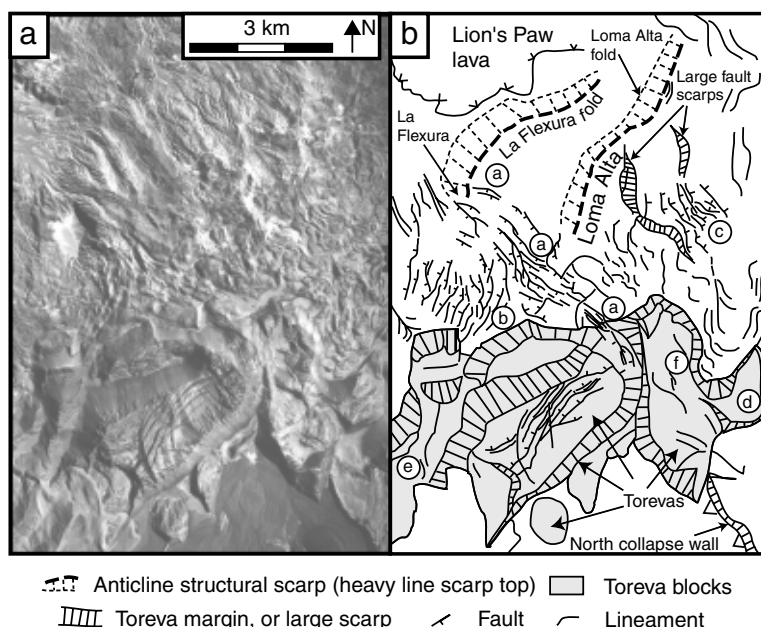 a
3 km
N
b
Lion's Paw
lava
Loma Alta
fold
Large fault
scarps
La
Flexura
La Flexura fold
a
Loma Alta
c
a
a
b
f
d
e
Torevas
North collapse wall
Anticline structural scarp (heavy line scarp top)
Toreva blocks
Toreva margin, or large scarp
Fault
Lineament